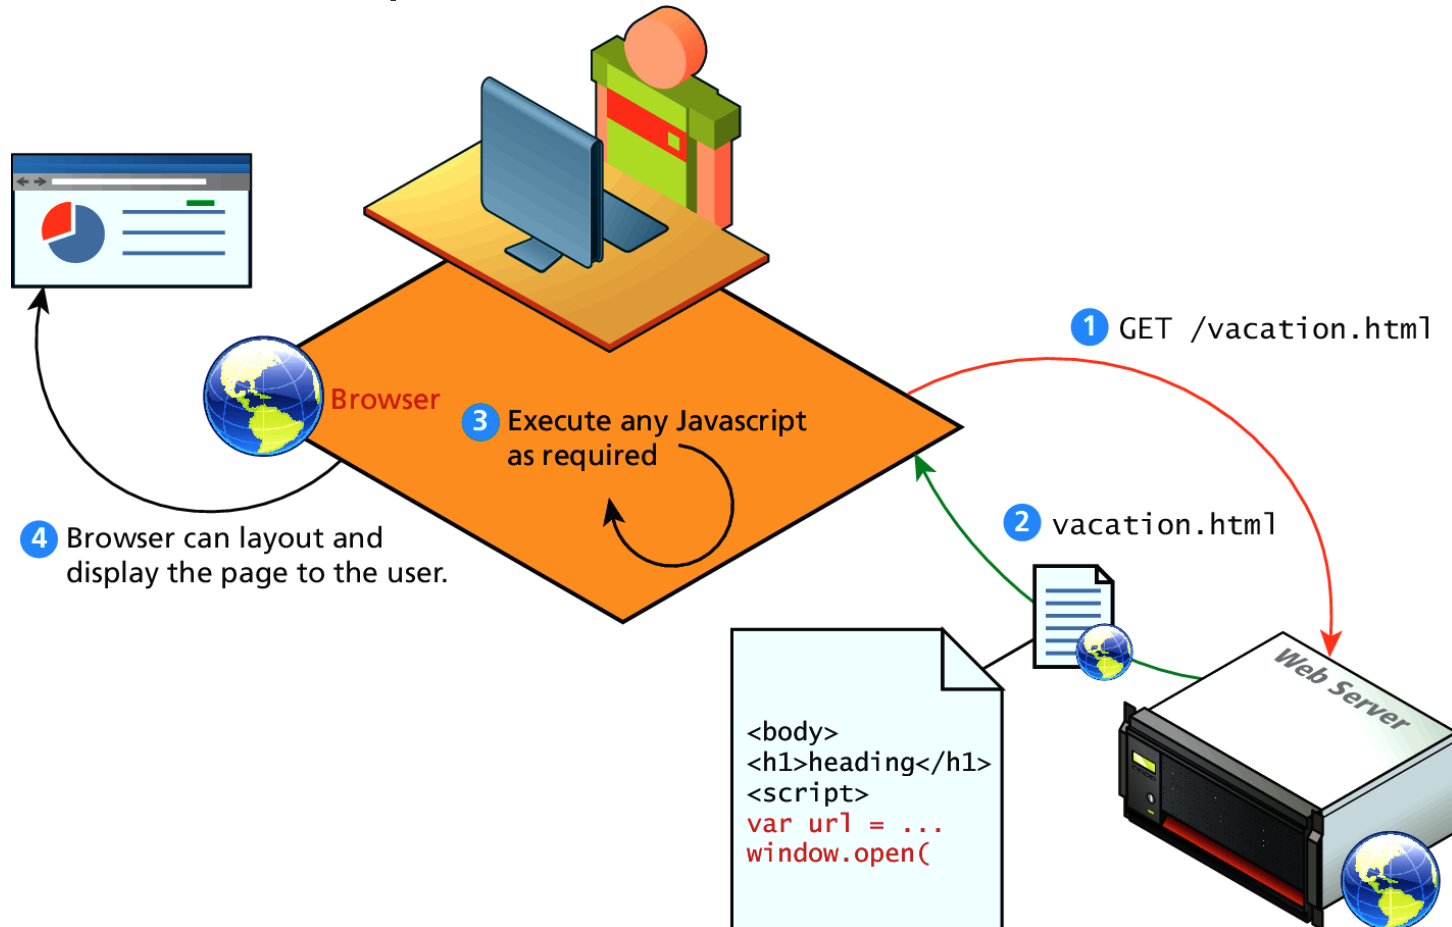 1 GET /vacation.html
Browser
3 Execute any Javascript
as required
2 vacation.html
4 Browser can layout and
display the page to the user.
Web Server
<body>
<h1>heading</h1>
<script>
var url = ...
window.open(